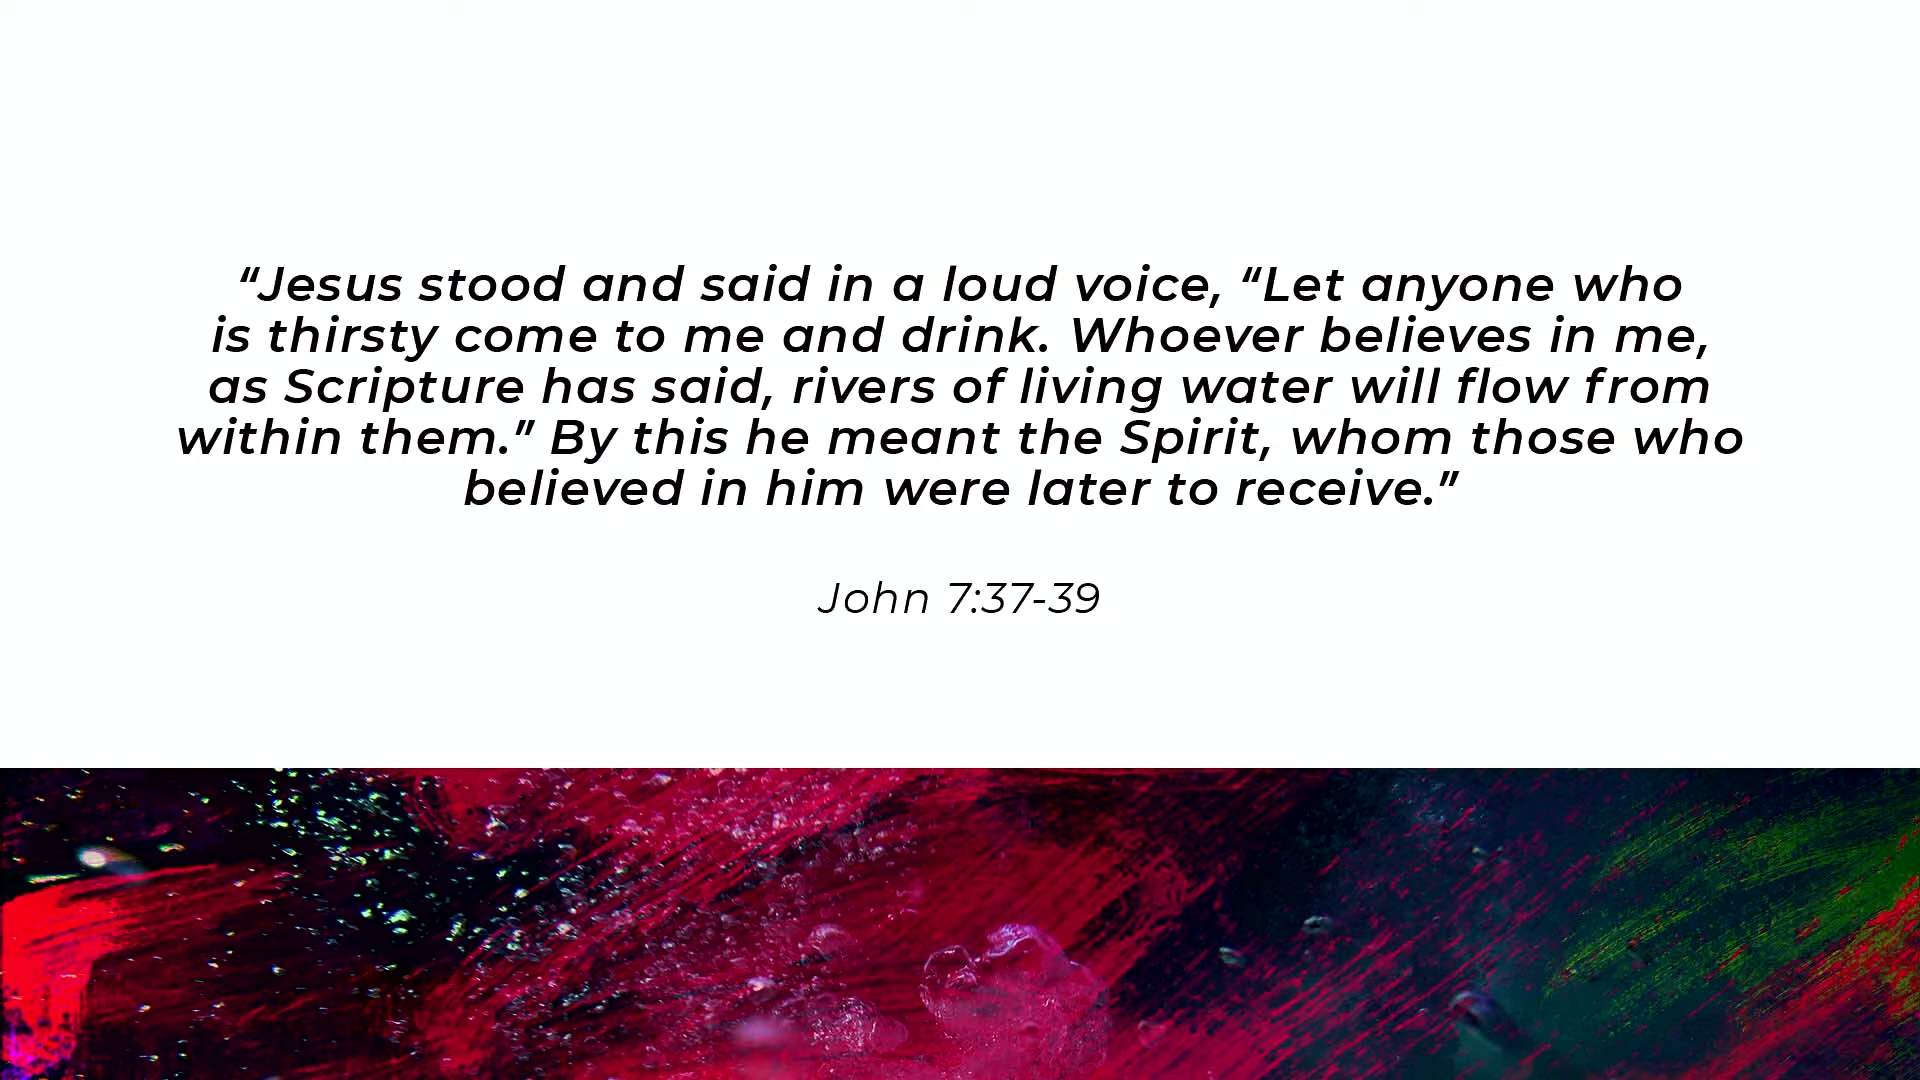 “Jesus stood and said in a loud voice, “Let anyone who
is thirsty come to me and drink. Whoever believes in me,
as Scripture has said, rivers of living water will flow from
within them.” By this he meant the Spirit, whom those who
believed in him were later to receive.”
John 7:37-39